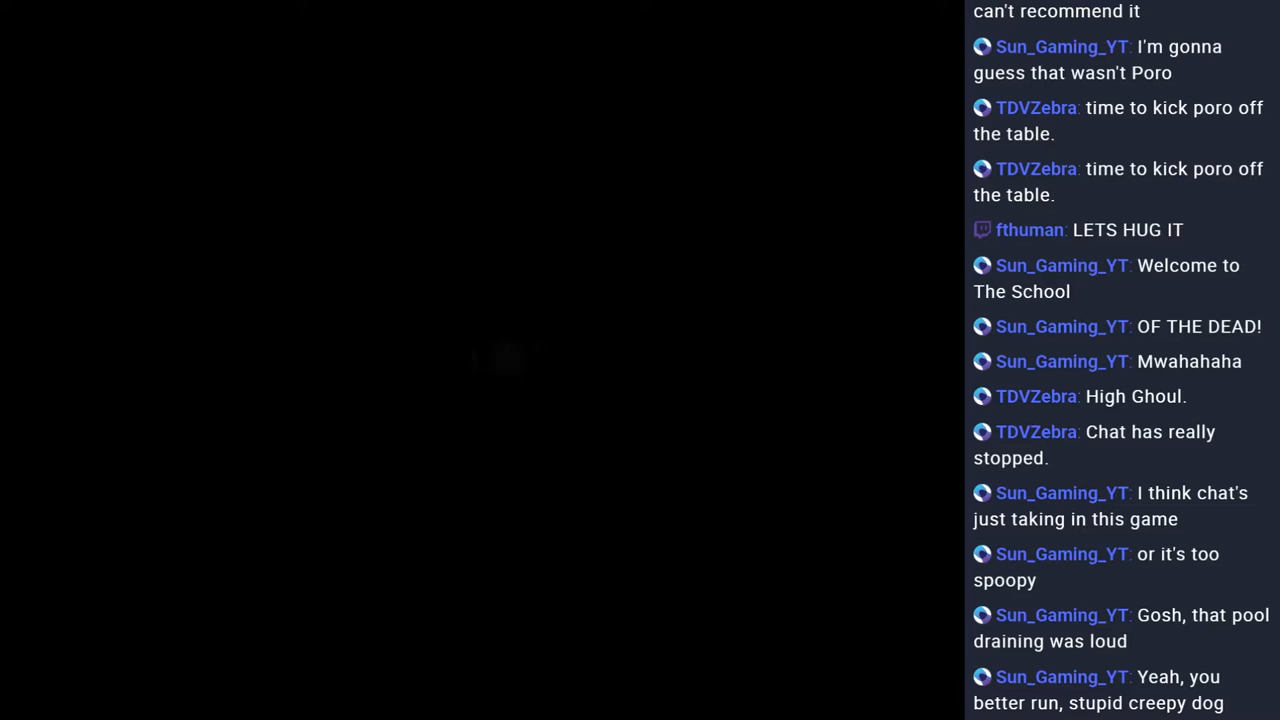 can't recommend it
Sun_Gaming_YT: I'm gonna
guess that wasn't Poro
TDVZebra: time to kick poro off
the table.
TDVZebra: time to kick poro off
the table.
fthuman: LETS HUG IT
Sun_Gaming_YT: Welcome to
The School
Sun_Gaming_YT: OF THE DEAD!
Sun_Gaming_YT: Mwahahaha
TDVZebra: High Ghoul.
TDVZebra: Chat has really
stopped.
Sun_Gaming_YT: I think chat's
just taking in this game
Sun_Gaming_YT: or it's too
spoopy
Sun_Gaming_YT: Gosh, that pool
draining was loud
Sun_Gaming_YT: Yeah, you
better run, stupid creepy dog